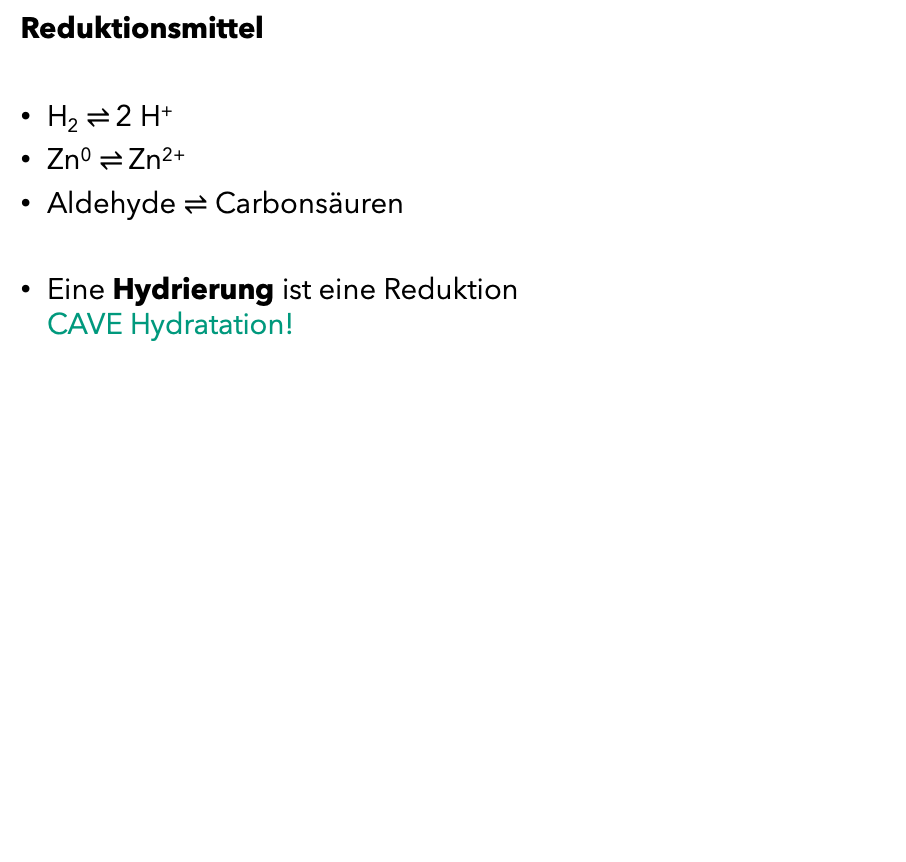 Reduktionsmittel
• H₂ ⇌ 2 H⁺
• Zn⁰ ⇌ Zn²⁺
• Aldehyde ⇌ Carbonsäuren
• Eine Hydrierung ist eine Reduktion
CAVE Hydratation!